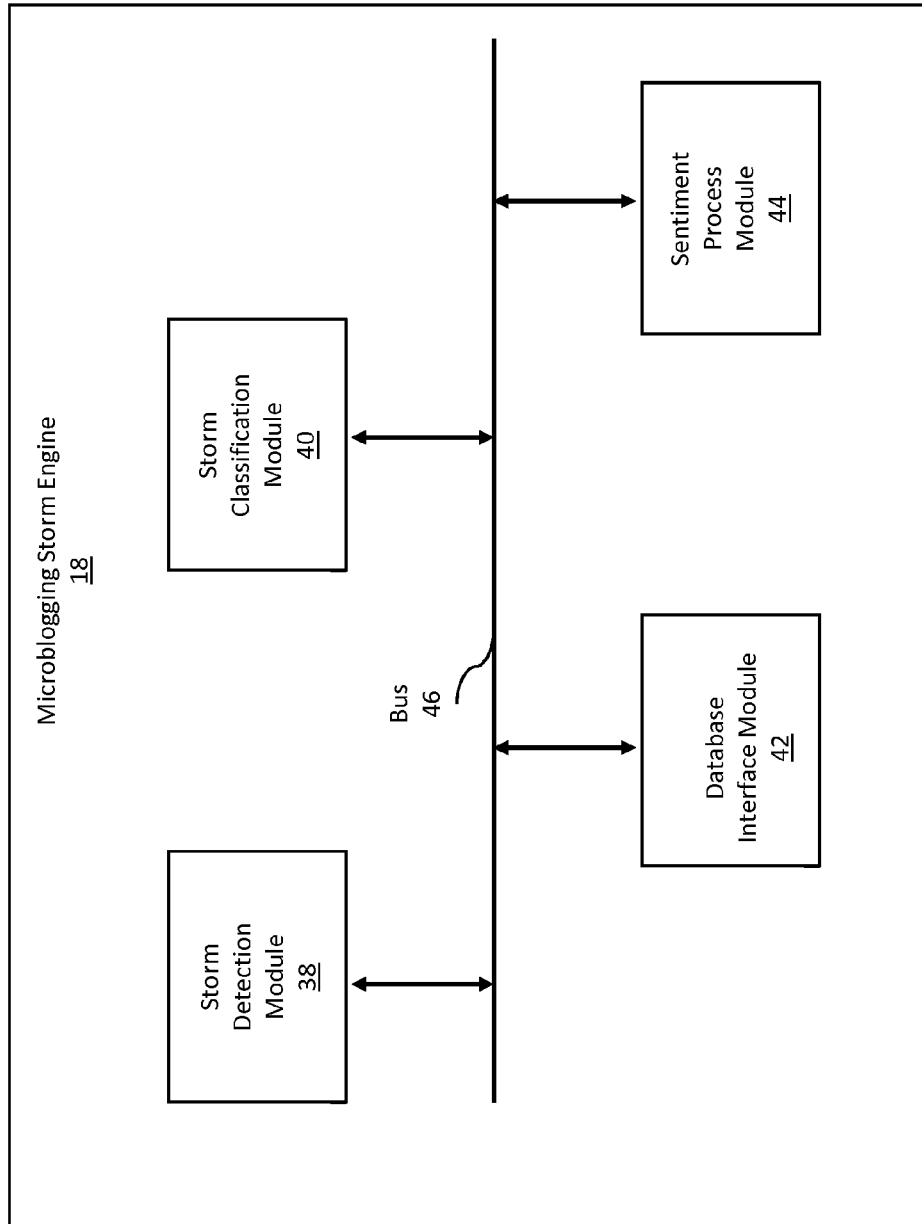 Microblogging Storm Engine
18
Storm
Detection
Module
38
Storm
Classification
Module
40
Bus
46
Database
Interface Module
42
Sentiment
Process
Module
44